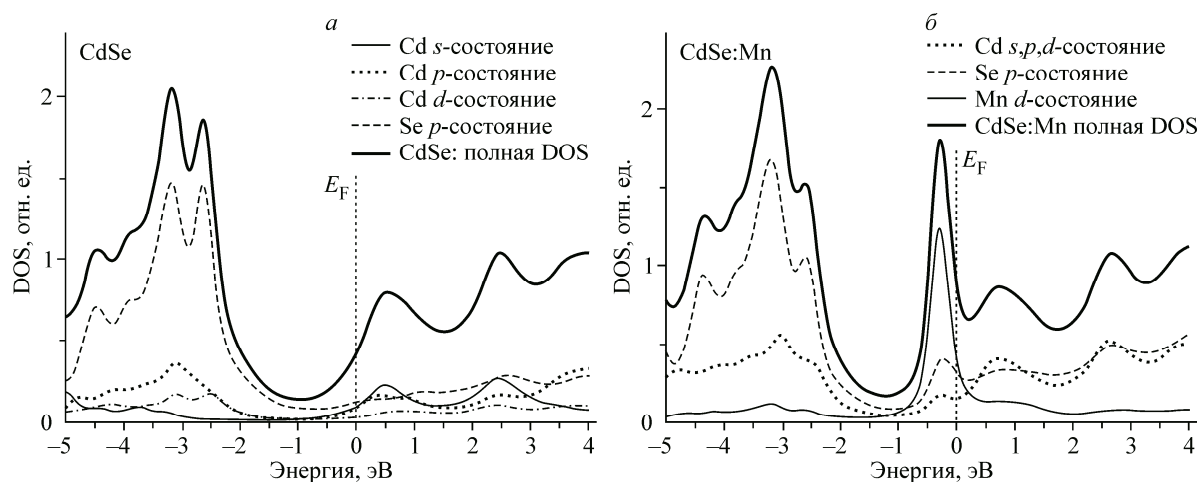 а
CdSe
Cd s-состояние
Cd p-состояние
Cd d-состояние
Se p-состояние
CdSe: полная DOS
E_F
DOS, отн. ед.
2
1
0
–5 –4 –3 –2 –1 0 1 2 3 4
Энергия, эВ
б
CdSe:Mn
Cd s,p,d-состояние
Se p-состояние
Mn d-состояние
CdSe:Mn полная DOS
E_F
DOS, отн. ед.
2
1
0
–5 –4 –3 –2 –1 0 1 2 3 4
Энергия, эВ